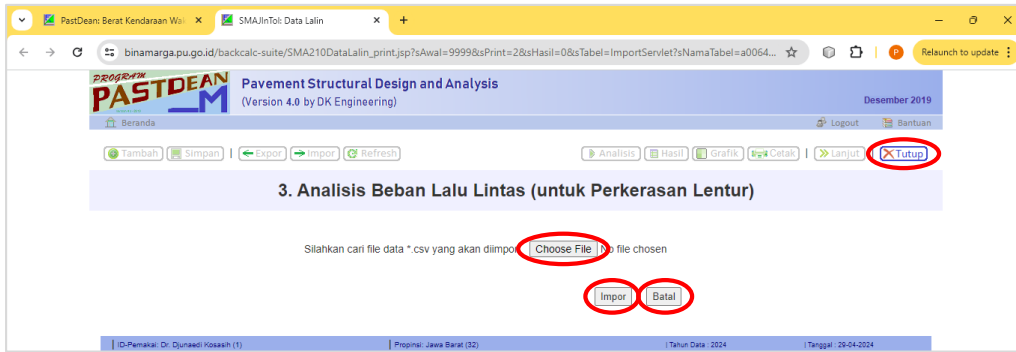 PastDean: Berat Kendaraan Wa
SMAJlnTol: Data Lalin
binamarga.pu.go.id/backcalc-suite/SMA210DataLalin_print.jsp?sAwal=9999&sPrint=2&sHasil=0&sTabel=ImportServlet?sNamaTabel=a0064...
P
Relaunch to update
PROGRAM
PASTDEAN
M
Pavement Structural Design and Analysis
(Version 4.0 by DK Engineering)
Desember 2019
Beranda
Logout
Bantuan
Tambah Simpan | Expor Impor Refresh
Analisis Hasil Grafik Cetak | Lanjut | Tutup
3. Analisis Beban Lalu Lintas (untuk Perkerasan Lentur)
Silahkan cari file data *.csv yang akan diimpor Choose File No file chosen
Impor Batal
| ID-Pemakai: Dr. Djunaedi Kosasih (1) | Propinsi: Jawa Barat (32) | Tahun Data : 2024 | Tanggal : 29-04-2024